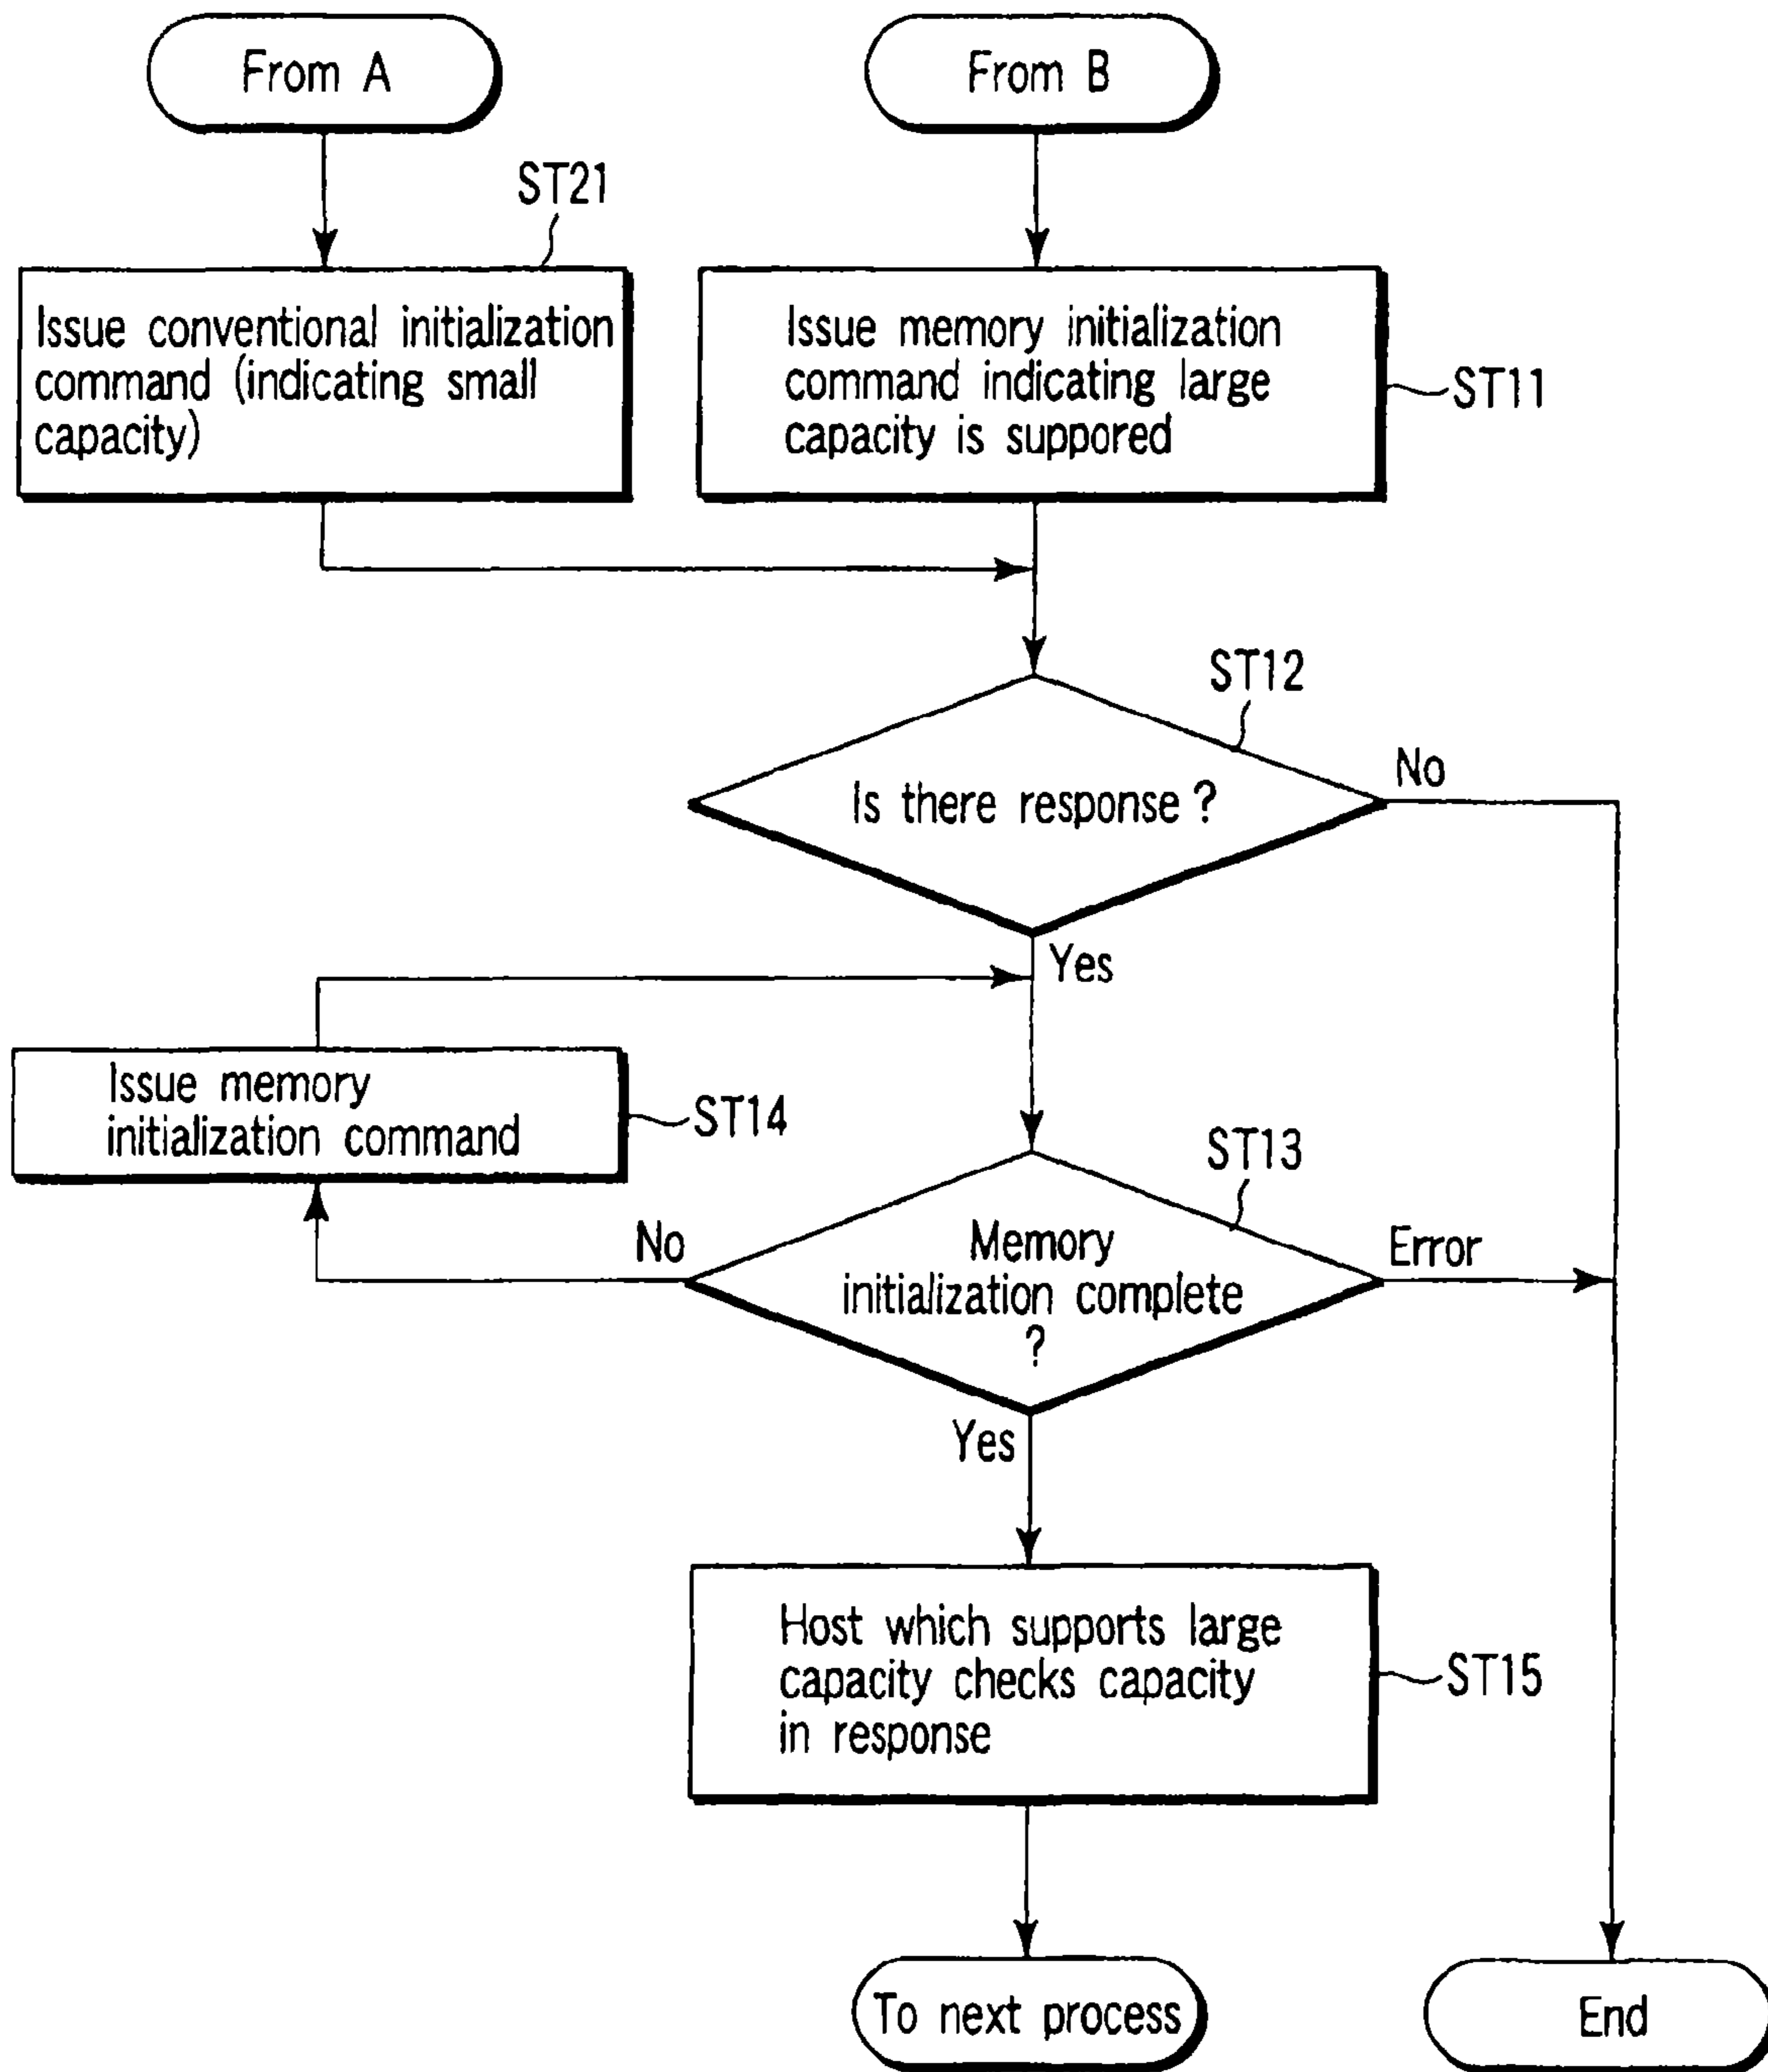 From A
From B
ST21
Issue conventional initialization
command (indicating small
capacity)
Issue memory initialization
command indicating large
capacity is suppored
ST11
ST12
Is there response ?
No
Yes
Issue memory
initialization command
ST14
ST13
No
Memory
initialization complete
?
Error
Yes
Host which supports large
capacity checks capacity
in response
ST15
To next process
End